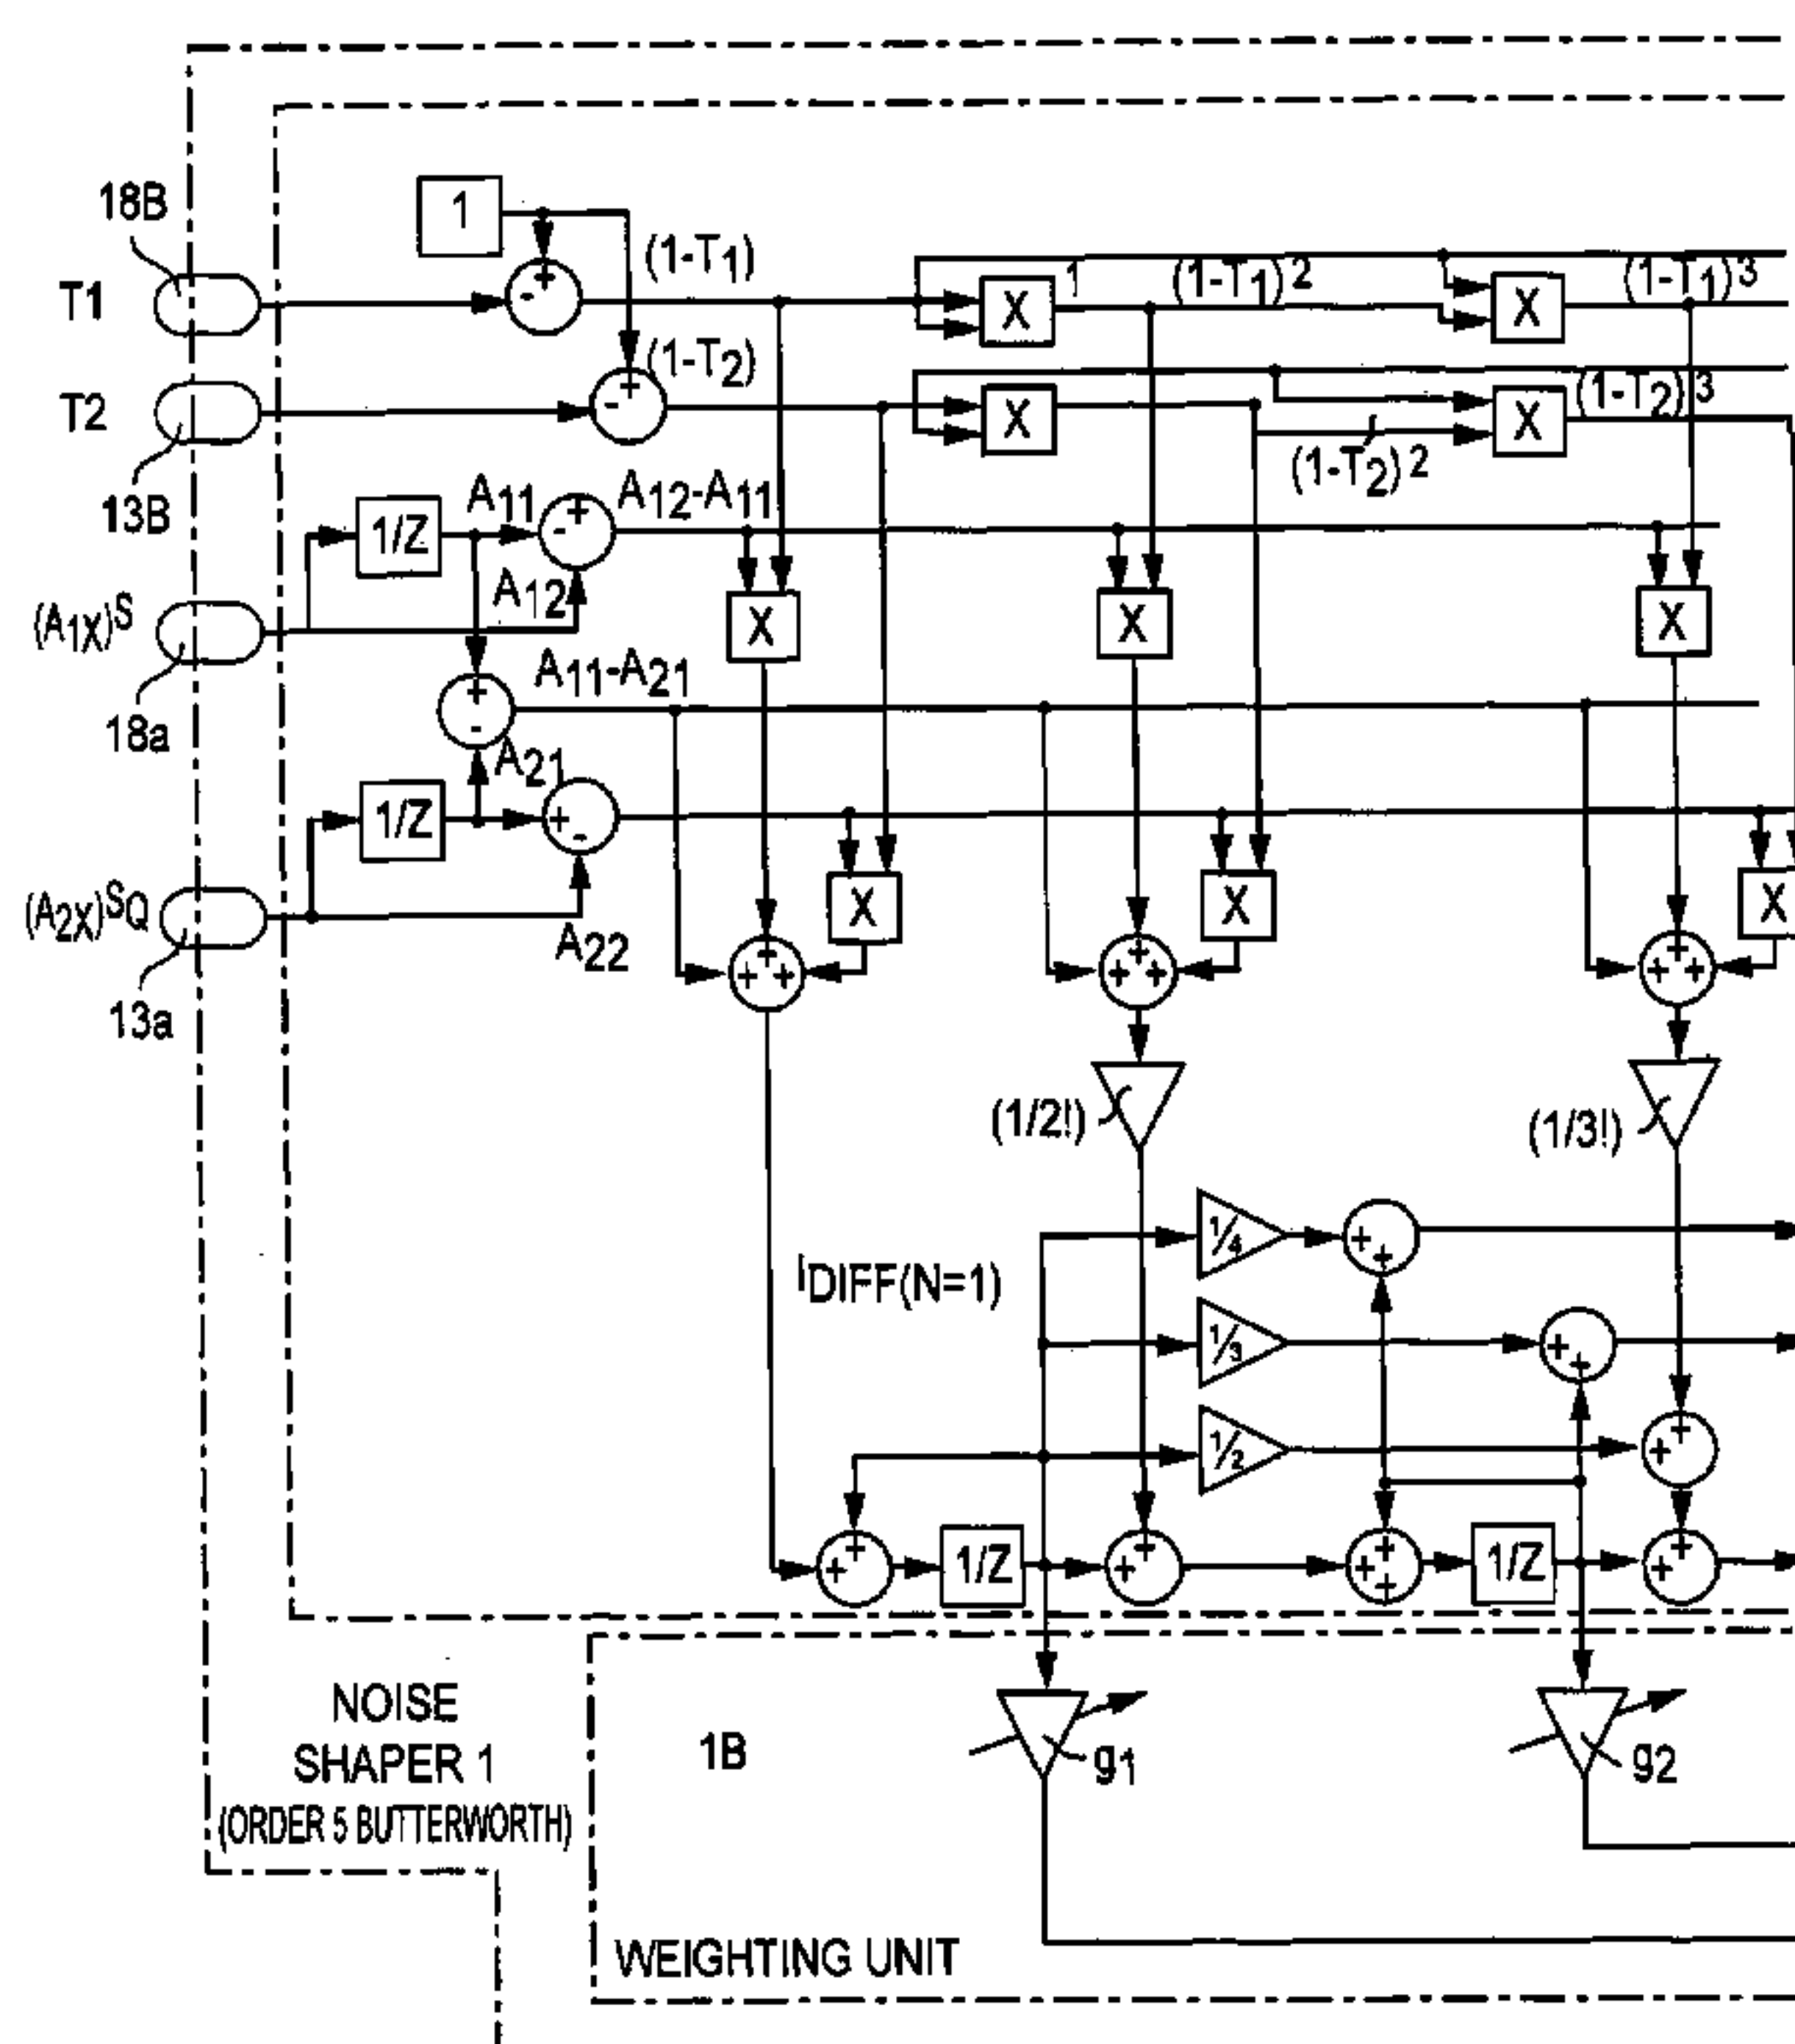 18B
1
(1-T1)
1
(1-T1)2
(1-T1)3
T1
X
X
(1-T2)
T2
X
X
(1-T2)3
(1-T2)2
13B
1/Z
A11
A12-A11
A12
(A1X)S
X
X
X
18a
A11-A21
A21
1/Z
(A2X)SQ
X
X
X
A22
13a
(1/2!)
(1/3!)
1/4
IDIFF(N=1)
1/3
1/2
1/Z
1/Z
NOISE
SHAPER 1
(ORDER 5 BUTTERWORTH)
1B
g1
g2
WEIGHTING UNIT